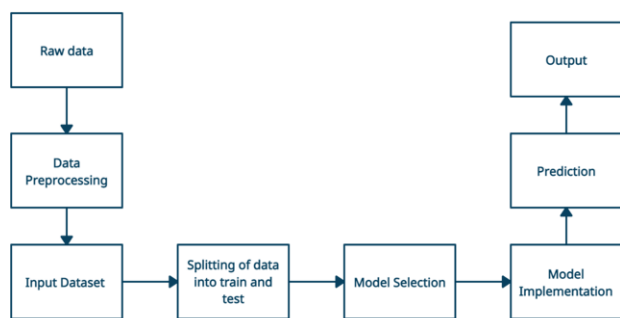 Raw data
Data
Preprocessing
Input Dataset
Splitting of data
into train and
test
Model Selection
Model
Implementation
Prediction
Output